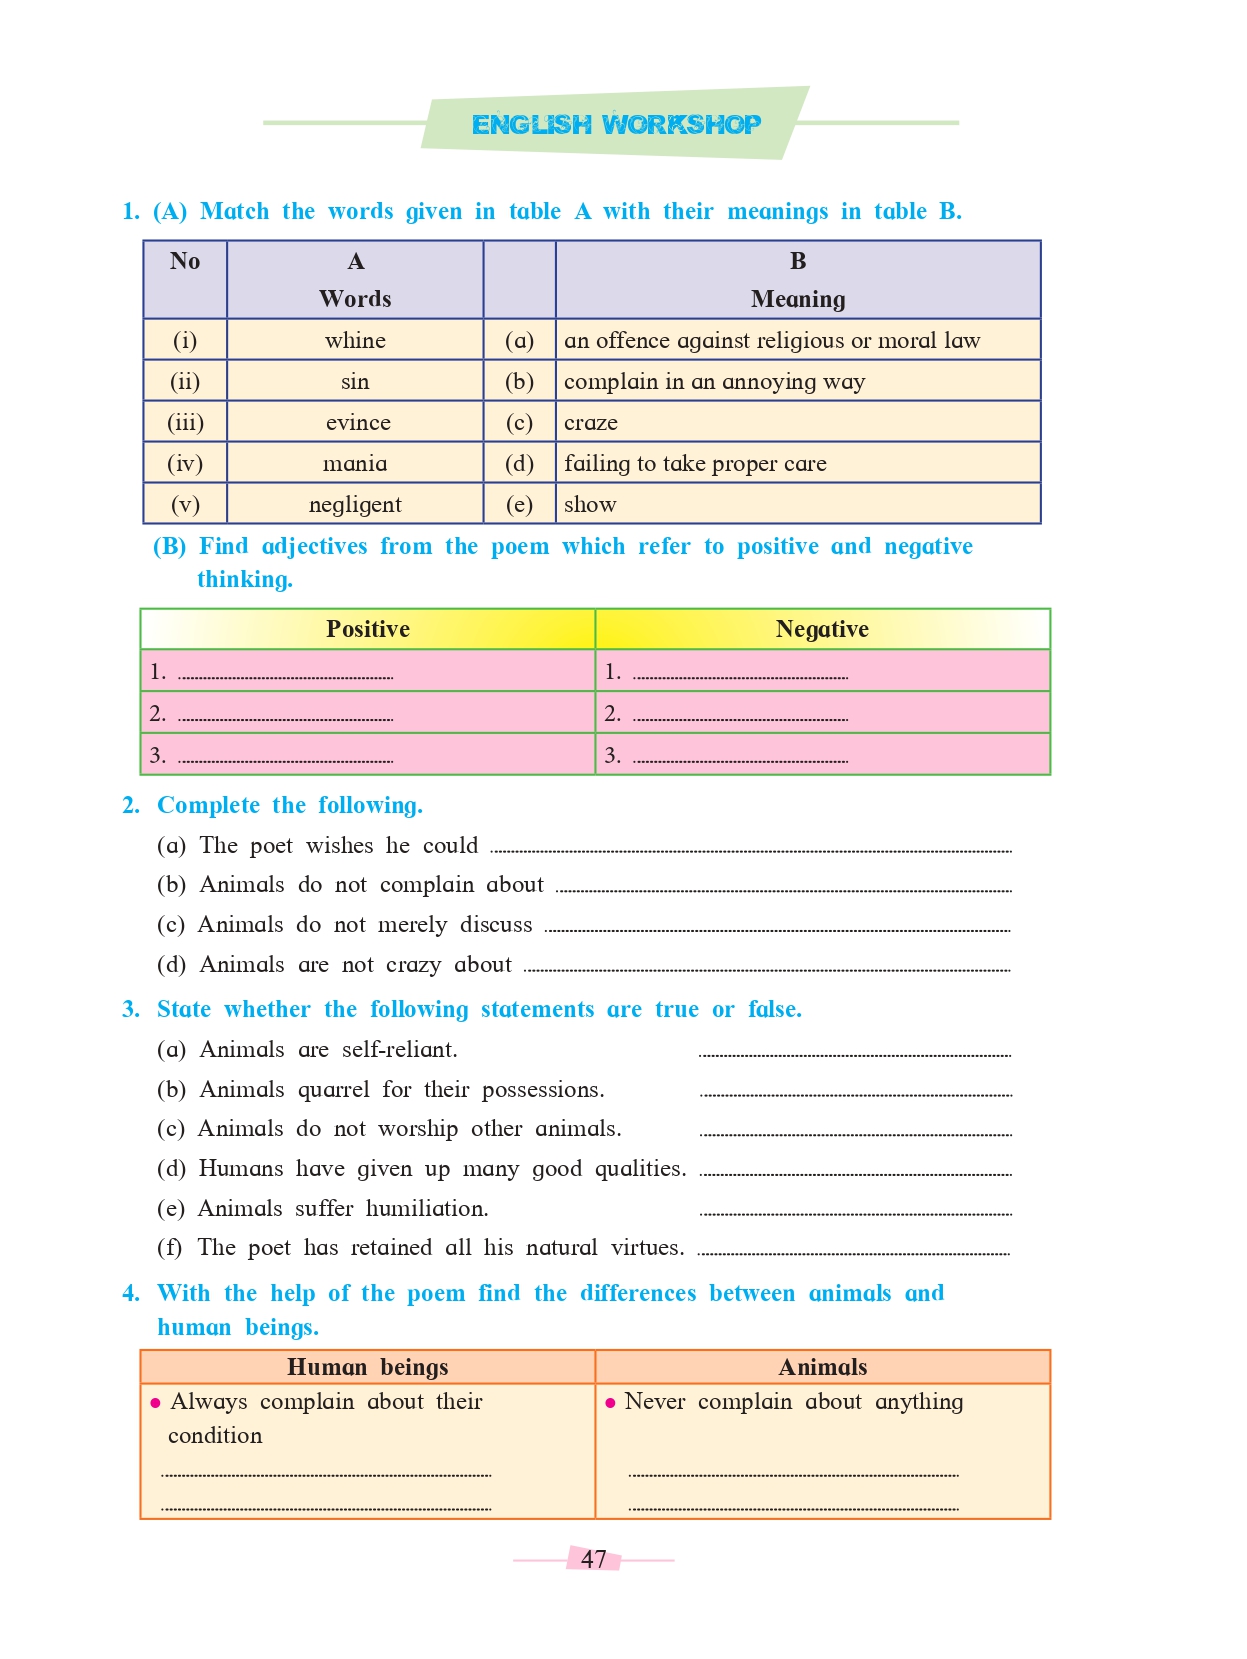 ENGLISH WORKSHOP
1. (A) Match the words given in table A with their meanings in table B.
No A B
Words Meaning
(i) whine (a) an offence against religious or moral law
(ii) sin (b) complain in an annoying way
(iii) evince (c) craze
(iv) mania (d) failing to take proper care
(v) negligent (e) show
(B) Find adjectives from the poem which refer to positive and negative
thinking.
Positive Negative
1. .................... 1. ....................
2. .................... 2. ....................
3. .................... 3. ....................
2. Complete the following.
(a) The poet wishes he could ....................
(b) Animals do not complain about ....................
(c) Animals do not merely discuss ....................
(d) Animals are not crazy about ....................
3. State whether the following statements are true or false.
(a) Animals are self-reliant. ....................
(b) Animals quarrel for their possessions. ....................
(c) Animals do not worship other animals. ....................
(d) Humans have given up many good qualities. ....................
(e) Animals suffer humiliation. ....................
(f) The poet has retained all his natural virtues. ....................
4. With the help of the poem find the differences between animals and
human beings.
Human beings Animals
• Always complain about their • Never complain about anything
condition
.................... ....................
.................... ....................
47